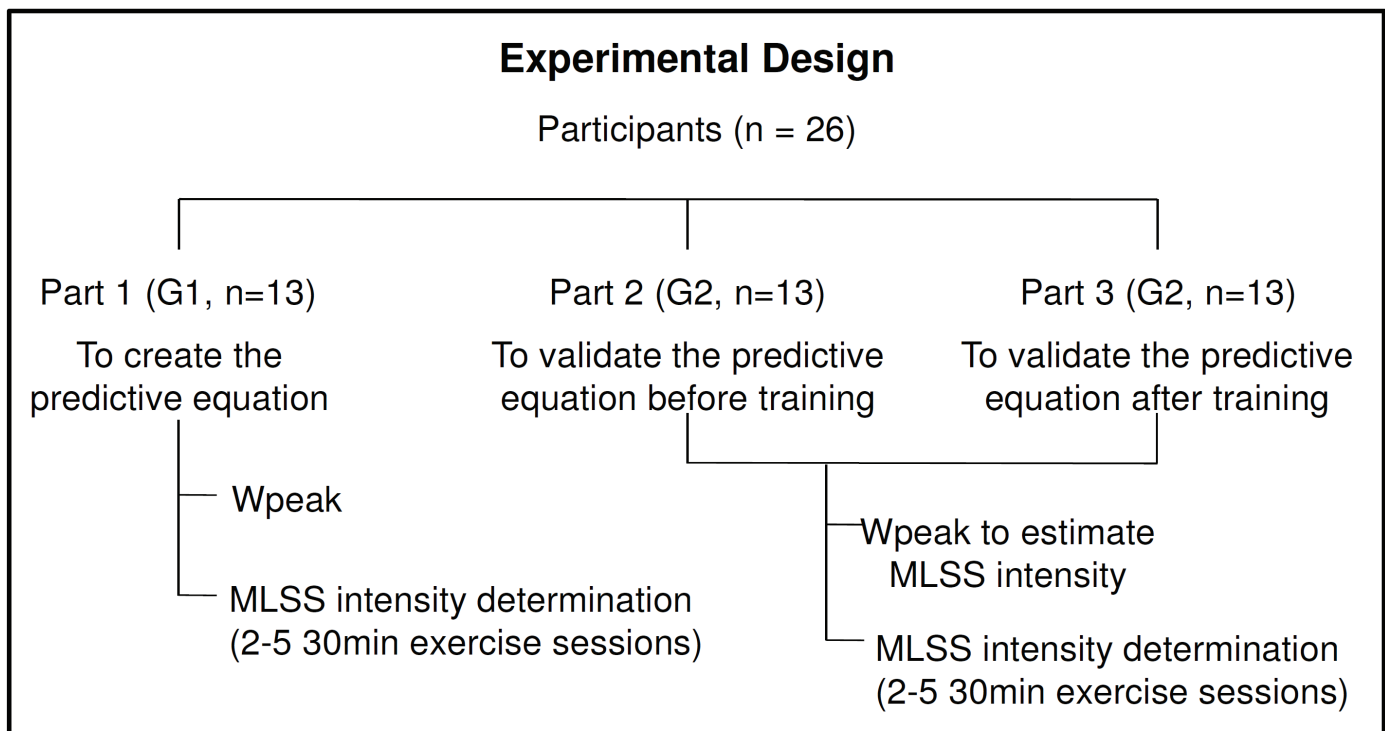 Experimental Design
Participants (n = 26)
Part 1 (G1, n=13)
To create the
predictive equation
Wpeak
MLSS intensity determination
(2-5 30min exercise sessions)
Part 2 (G2, n=13)
To validate the predictive
equation before training
Part 3 (G2, n=13)
To validate the predictive
equation after training
Wpeak to estimate
MLSS intensity
MLSS intensity determination
(2-5 30min exercise sessions)